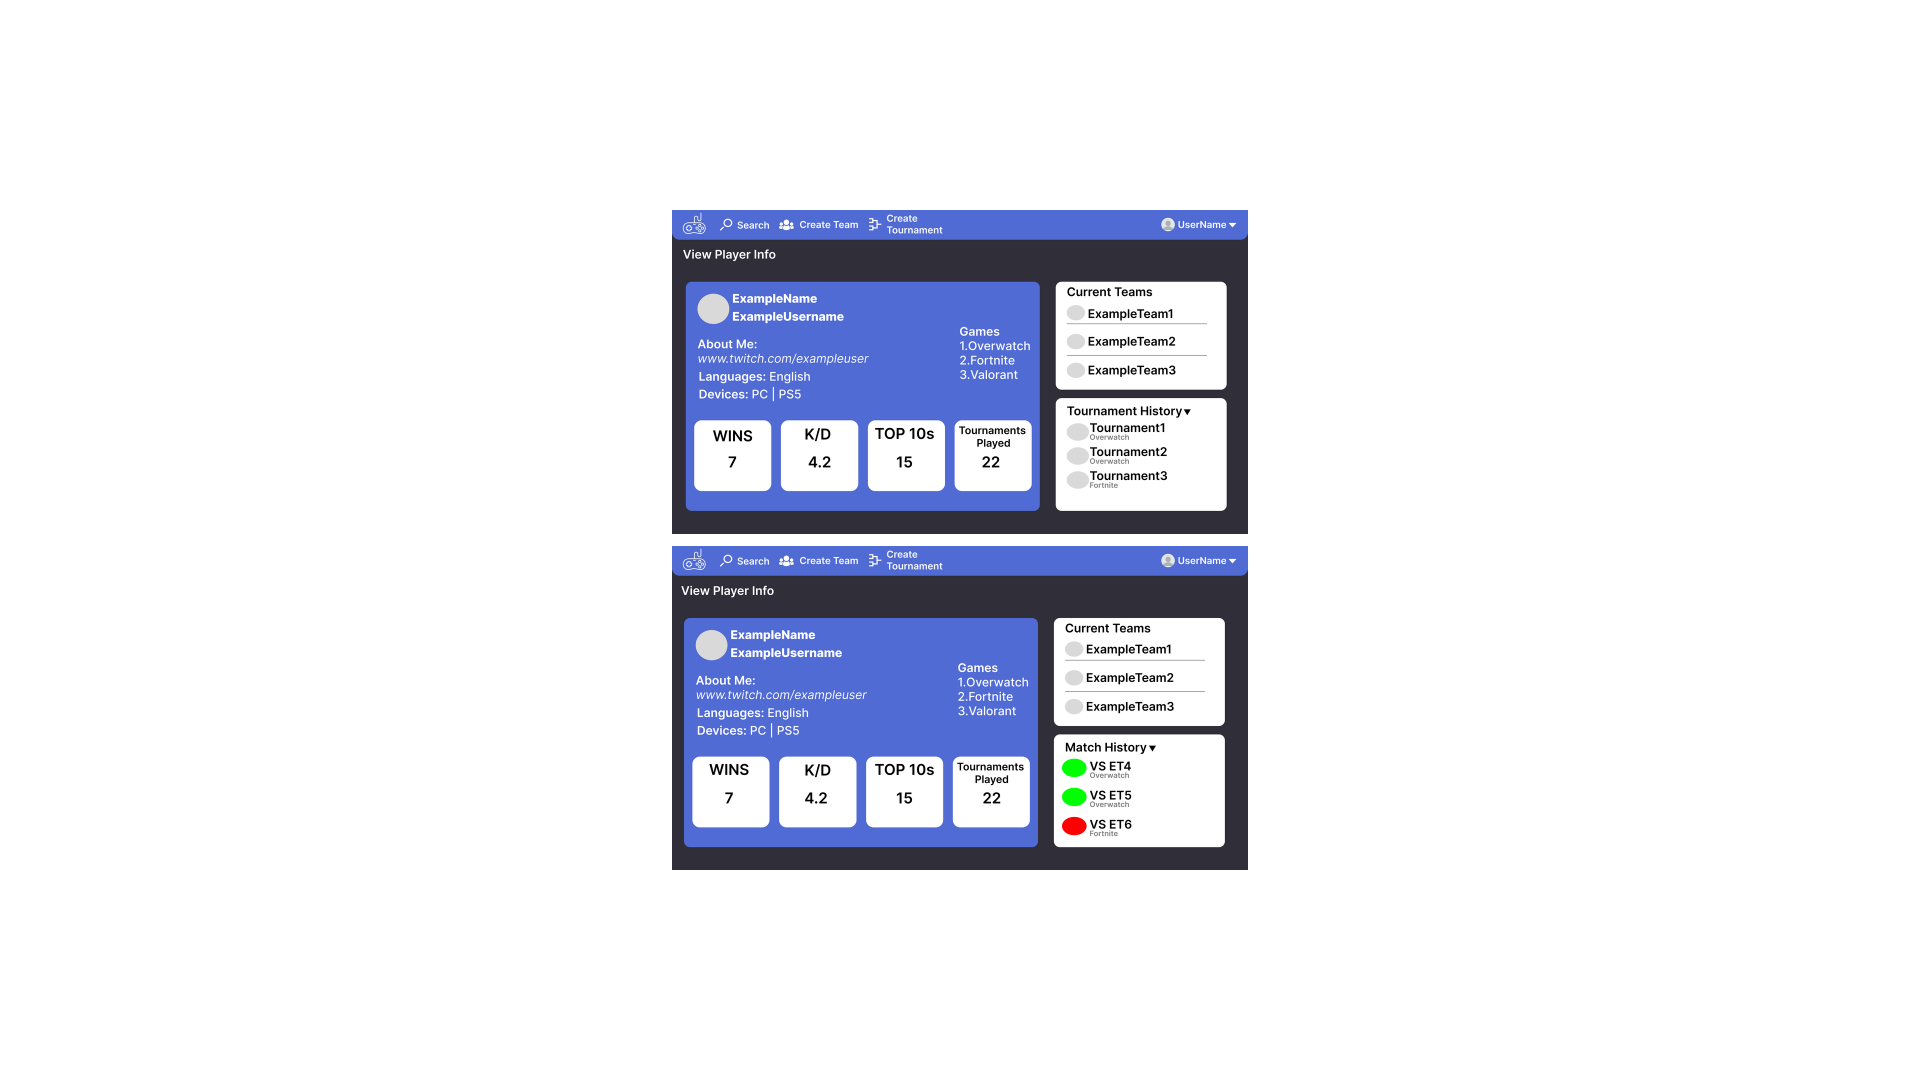 Search
Create Team
Create
Tournament
UserName
View Player Info
ExampleName
ExampleUsername
About Me:
www.twitch.com/exampleuser
Languages: English
Devices: PC | PS5
Games
1.Overwatch
2.Fortnite
3.Valorant
WINS
7
K/D
4.2
TOP 10s
15
Tournaments
Played
22
Current Teams
ExampleTeam1
ExampleTeam2
ExampleTeam3
Tournament History
Tournament1
Overwatch
Tournament2
Overwatch
Tournament3
Fortnite
Search
Create Team
Create
Tournament
UserName
View Player Info
ExampleName
ExampleUsername
About Me:
www.twitch.com/exampleuser
Languages: English
Devices: PC | PS5
Games
1.Overwatch
2.Fortnite
3.Valorant
WINS
7
K/D
4.2
TOP 10s
15
Tournaments
Played
22
Current Teams
ExampleTeam1
ExampleTeam2
ExampleTeam3
Match History
VS ET4
Overwatch
VS ET5
Overwatch
VS ET6
Fortnite